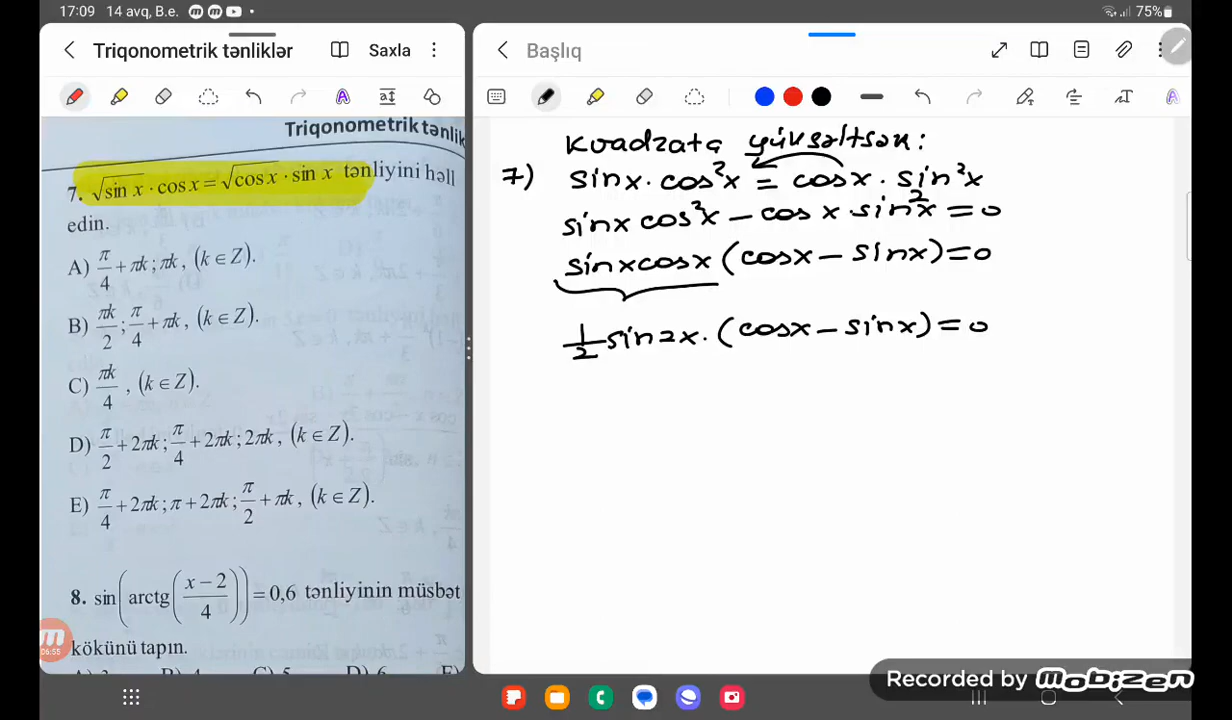 17:09 14 avq, B.e. 75%
Triqonometrik tənliklər Saxla
Başlıq
Triqonometrik tənlik
7. √sin x · cos x = √cos x · sin x tənliyini həll
edin.
A) π/4 + πk; πk, (k ∈ Z).
B) πk/2; π/4 + πk, (k ∈ Z).
C) πk/4, (k ∈ Z).
D) π/2 + 2πk; π/4 + 2πk; 2πk, (k ∈ Z).
E) π/4 + 2πk; π + 2πk; π/2 + πk, (k ∈ Z).
8. sin(arctg((x − 2)/4)) = 0,6 tənliyinin müsbət
kökünü tapın.
06:55
Kvadrata yüksəltsək:
7) sinx · cos²x = cosx · sin²x
sinx cos²x − cos x · sin²x = 0
sinxcosx (cosx − sinx) = 0
1/2 sin2x · (cosx − sinx) = 0
Recorded by mobizen